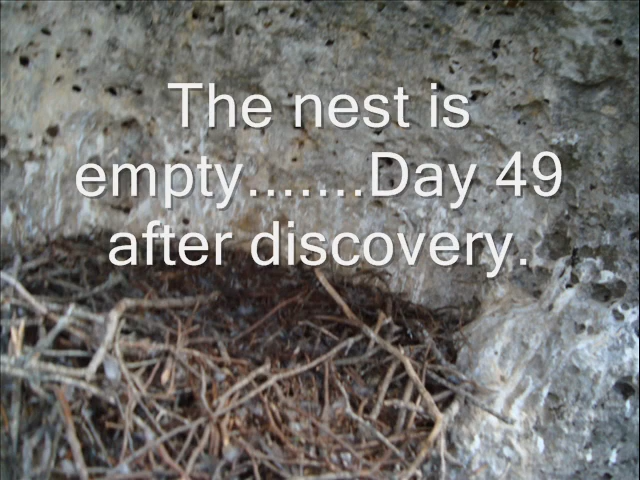 The nest is
empty.......Day 49
after discovery.